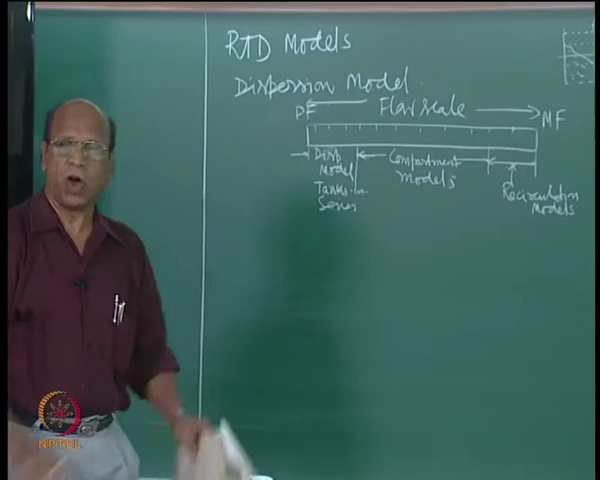 RTD Models
Dispersion Model
PF Flow scale MF
Disp Compartment
Model Models
Tanks-in- Recirculation
Series Models
NPTEL